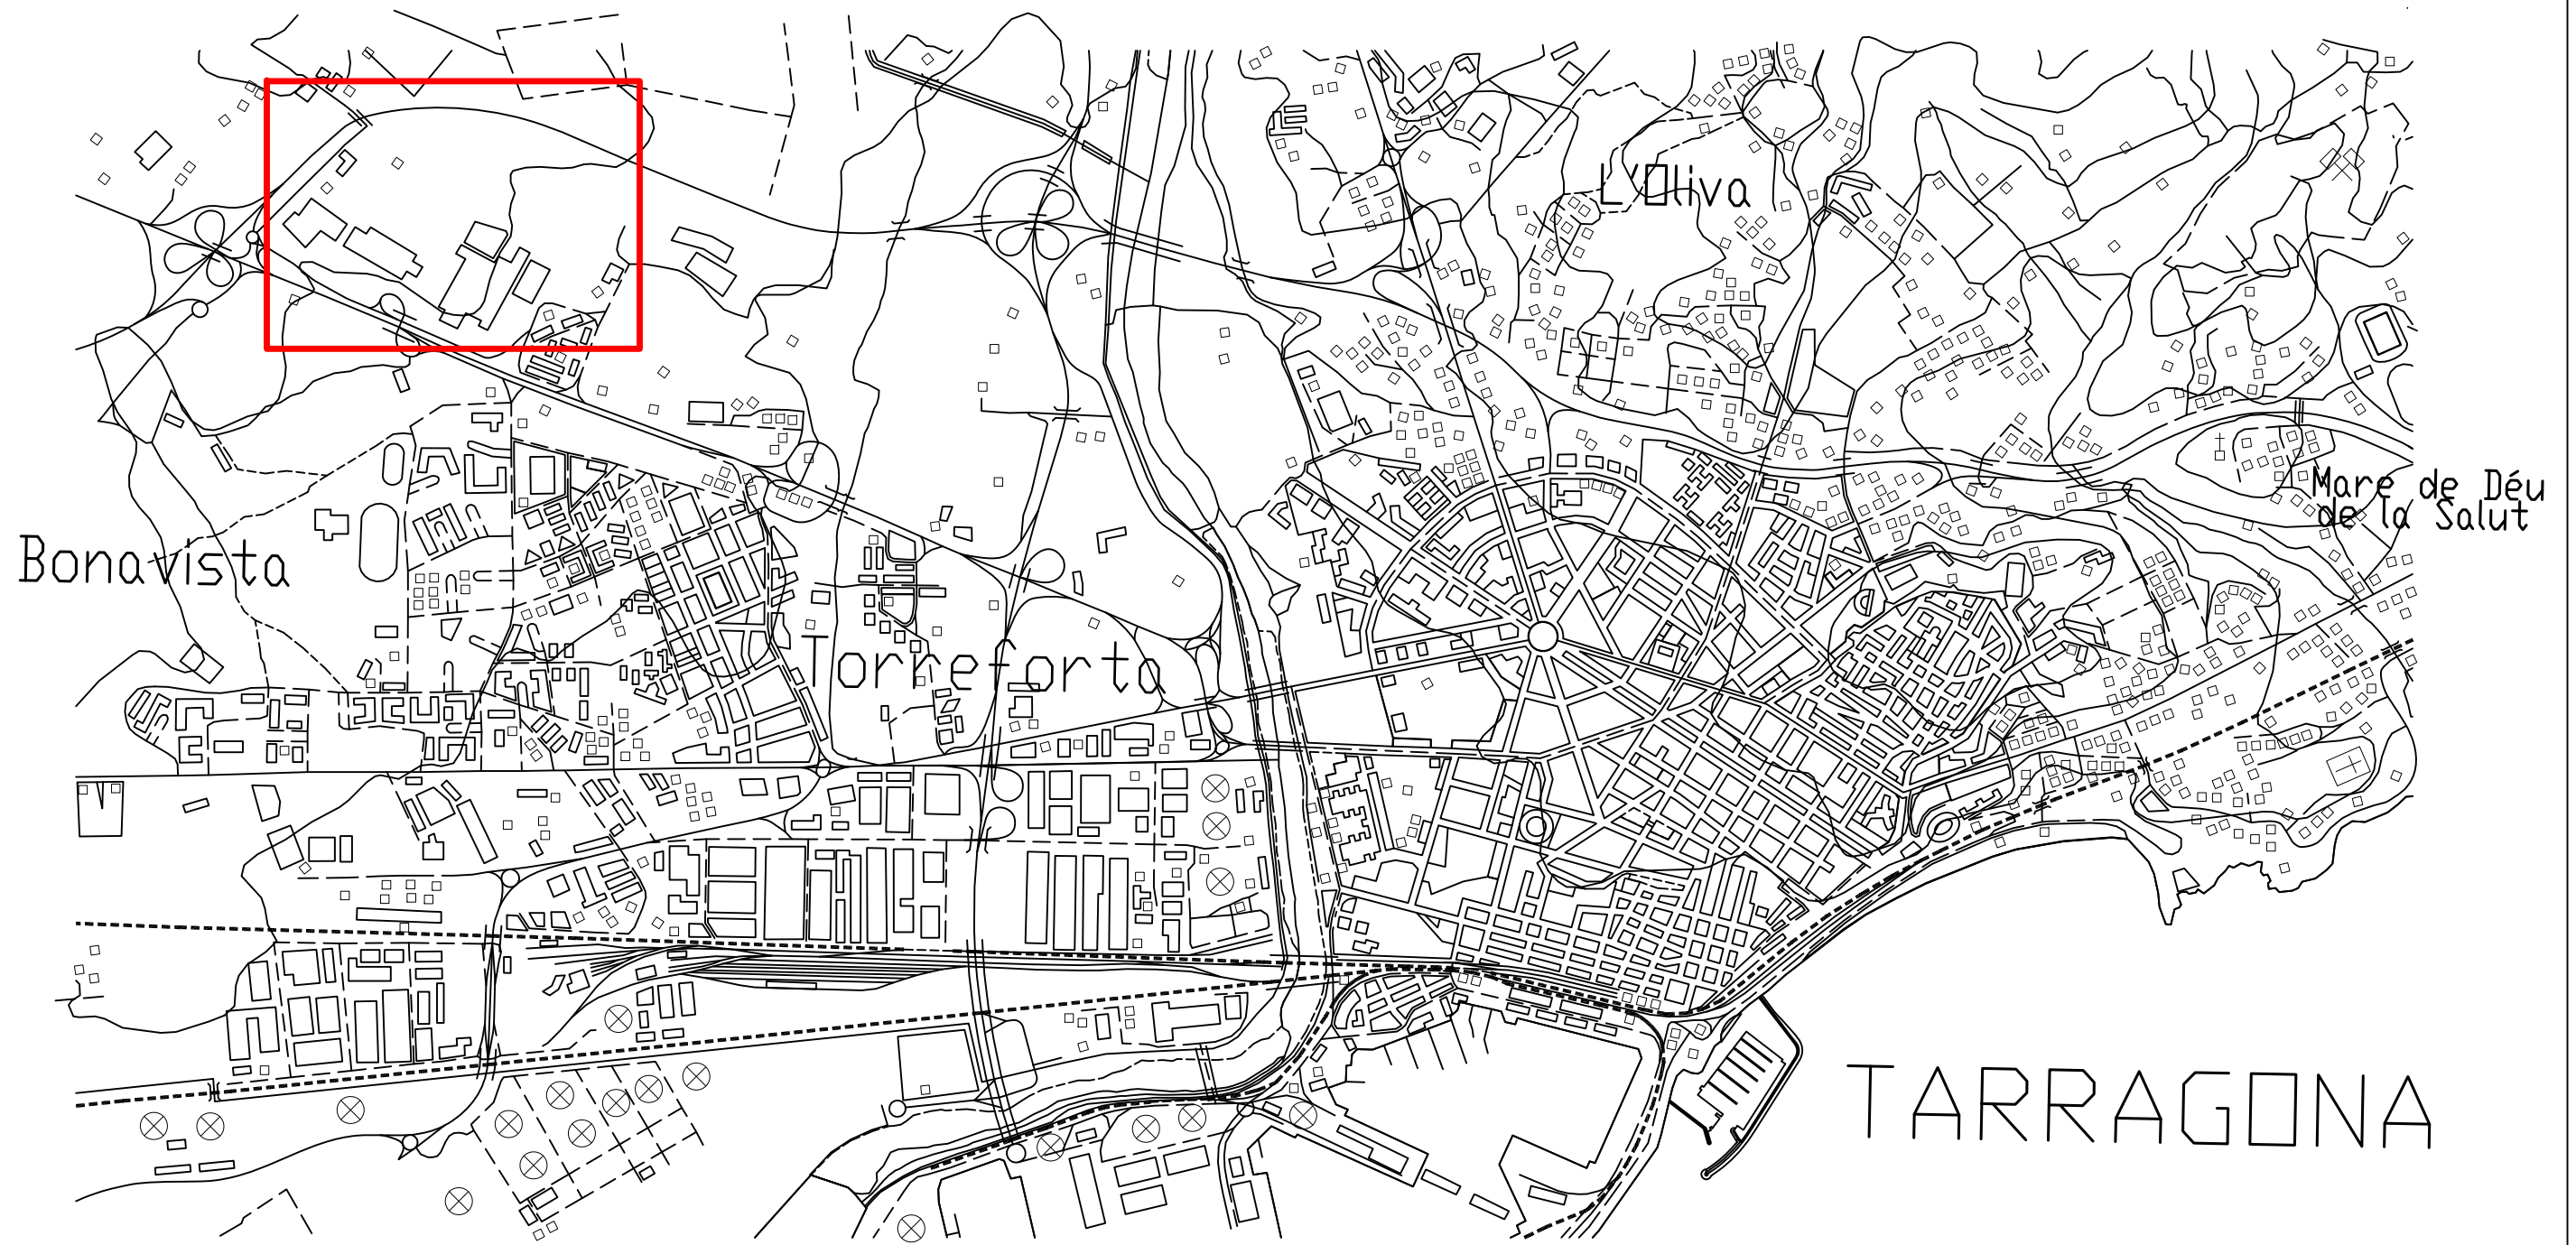 L'Oliva
Mare de Déu
de la Salut
Bonavista
Torreforta
TARRAGONA